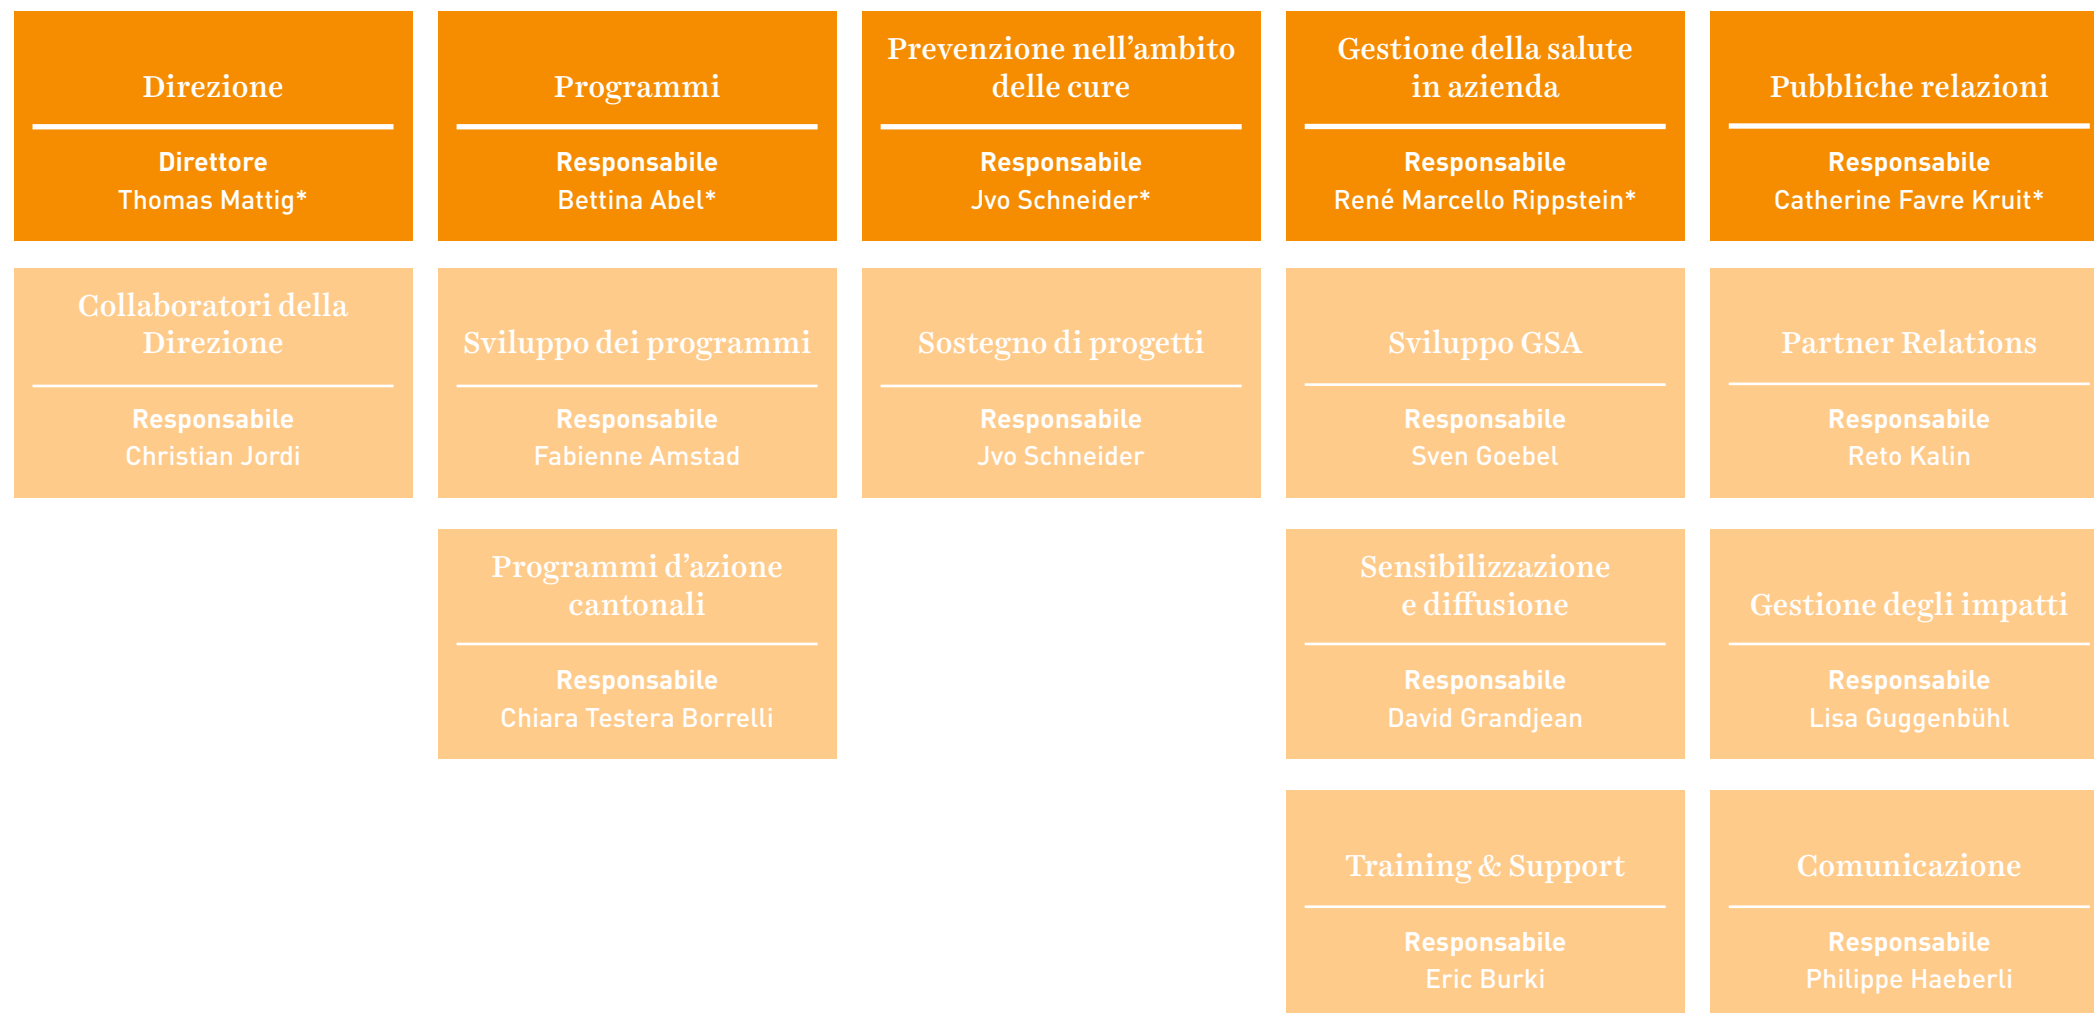 Direzione
Direttore
Thomas Mattig*
Programmi
Responsabile
Bettina Abel*
Prevenzione nell’ambito
delle cure
Responsabile
Jvo Schneider*
Gestione della salute
in azienda
Responsabile
René Marcello Rippstein*
Pubbliche relazioni
Responsabile
Catherine Favre Kruit*
Collaboratori della
Direzione
Responsabile
Christian Jordi
Sviluppo dei programmi
Responsabile
Fabienne Amstad
Sostegno di progetti
Responsabile
Jvo Schneider
Sviluppo GSA
Responsabile
Sven Goebel
Partner Relations
Responsabile
Reto Kalin
Programmi d’azione
cantonali
Responsabile
Chiara Testera Borrelli
Sensibilizzazione
e diffusione
Responsabile
David Grandjean
Gestione degli impatti
Responsabile
Lisa Guggenbühl
Training & Support
Responsabile
Eric Burki
Comunicazione
Responsabile
Philippe Haeberli